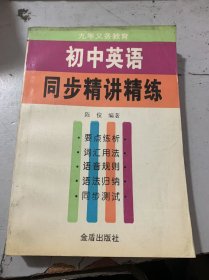 九年义务教育
初中英语
同步精讲精练
陈俊 编著
·要点练析·
·词汇用法·
·语音规则·
·语法归纳·
·同步测试·
金盾出版社